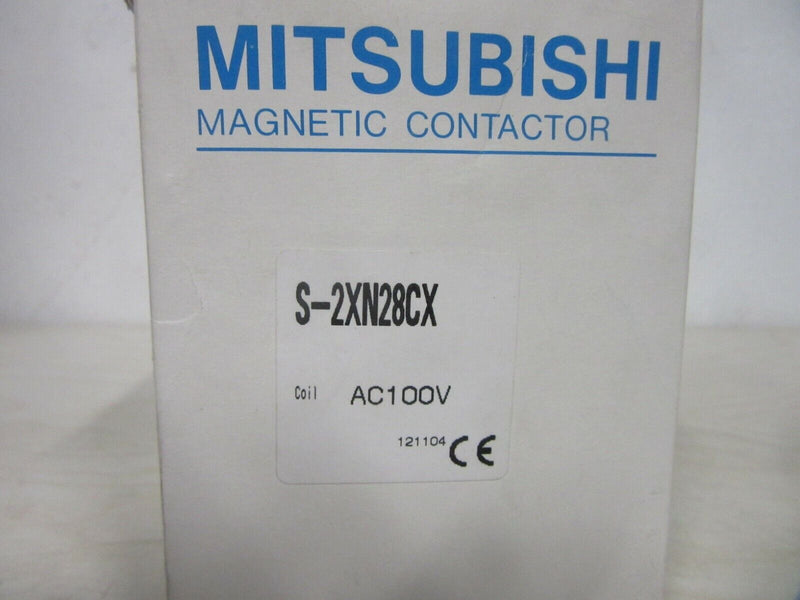 MITSUBISHI
MAGNETIC CONTACTOR
S-2XN28CX
Coil AC100V
121104 CE